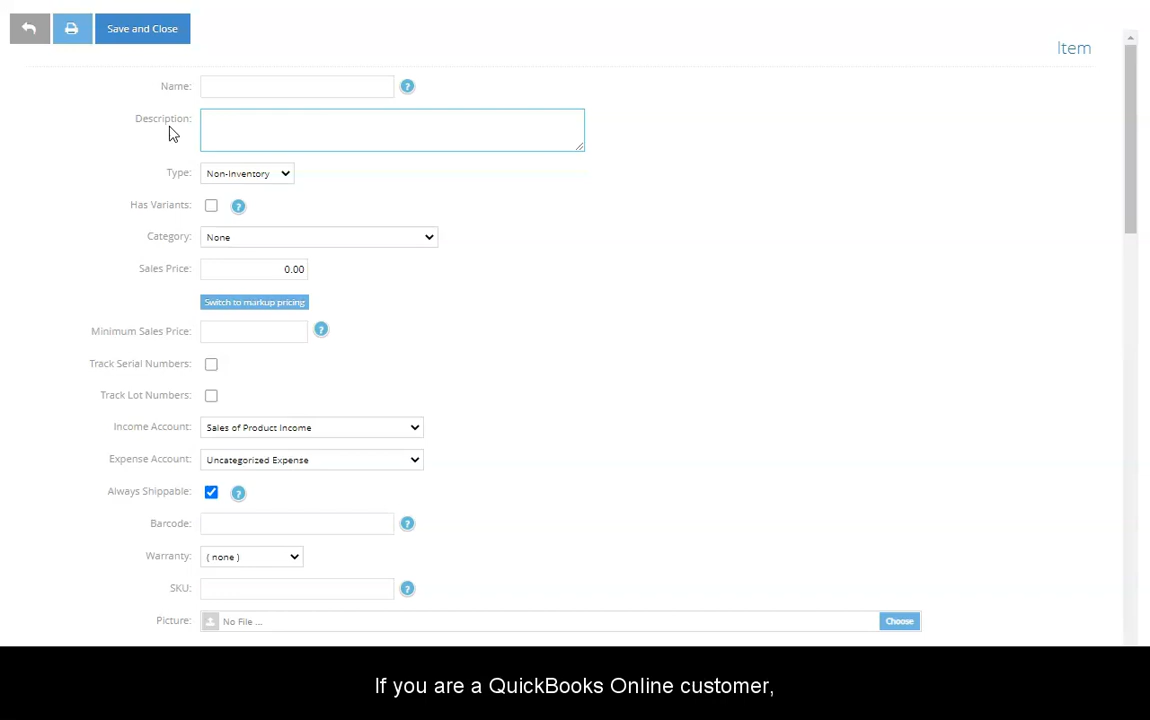 Save and Close
Item
Name:
?
Description:
Type:
Non-Inventory
Has Variants:
?
Category:
None
Sales Price:
0.00
Switch to markup pricing
Minimum Sales Price:
?
Track Serial Numbers:
Track Lot Numbers:
Income Account:
Sales of Product Income
Expense Account:
Uncategorized Expense
Always Shippable:
?
Barcode:
?
Warranty:
( none )
SKU:
?
Picture:
No File ...
Choose
If you are a QuickBooks Online customer,